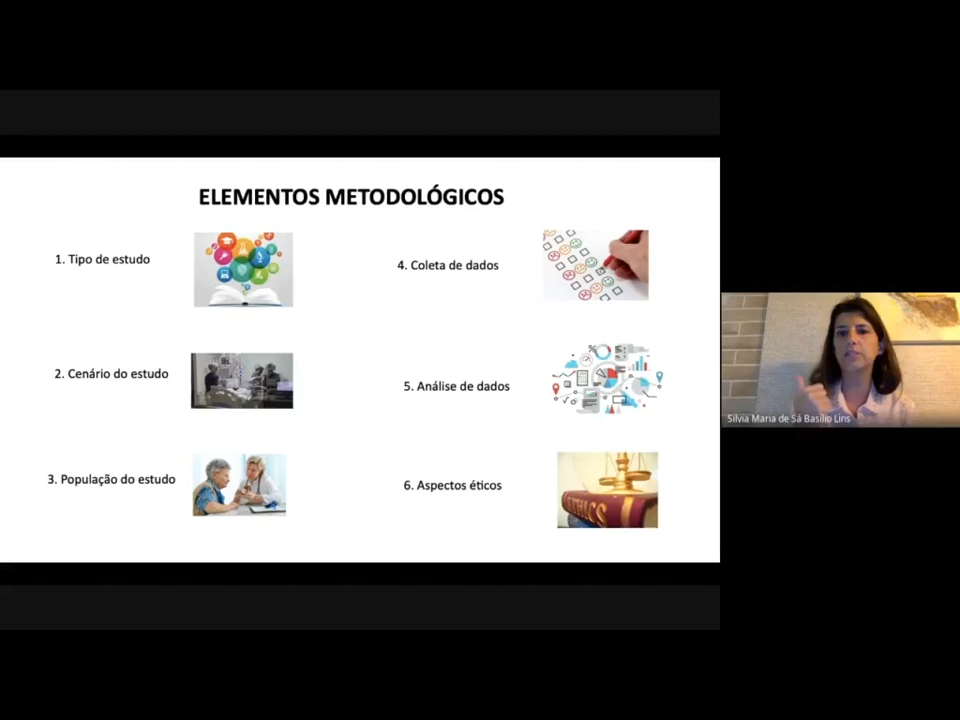 ELEMENTOS METODOLÓGICOS
1. Tipo de estudo
2. Cenário do estudo
3. População do estudo
4. Coleta de dados
5. Análise de dados
%
6. Aspectos éticos
ETHICS
Silvia Maria de Sá Basilio Lins